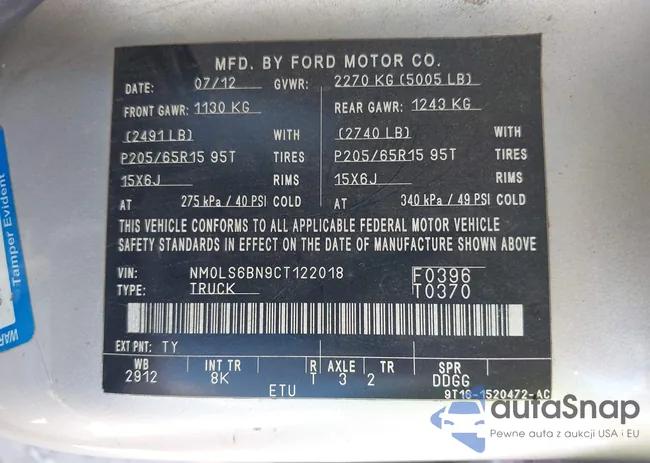 MFD. BY FORD MOTOR CO.
DATE: 07/12 GVWR: 2270 KG (5005 LB)
FRONT GAWR: 1130 KG REAR GAWR: 1243 KG
(2491 LB) WITH (2740 LB) WITH
P205/65R15 95T TIRES P205/65R15 95T TIRES
15X6J RIMS 15X6J RIMS
AT 275 kPa / 40 PSI COLD AT 340 kPa / 49 PSI COLD
THIS VEHICLE CONFORMS TO ALL APPLICABLE FEDERAL MOTOR VEHICLE
SAFETY STANDARDS IN EFFECT ON THE DATE OF MANUFACTURE SHOWN ABOVE
VIN: NM0LS6BN9CT122018 F0396
TYPE: TRUCK T0370
EXT PNT: TY
WB INT TR R AXLE TR SPR
2912 8K T 3 2 DDGG
ETU 9T16-1520472-AC
Tamper Evident
WAR
autaSnap
Pewne auta z aukcji USA i EU